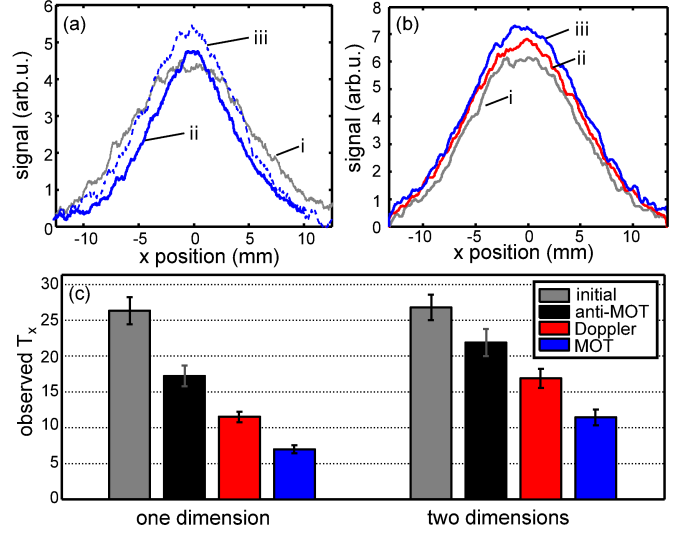 (a)
6
5
4
3
2
1
0
signal (arb.u.)
iii
ii
i
-10 -5 0 5 10
x position (mm)
(b)
8
7
6
5
4
3
2
1
0
signal (arb.u.)
iii
ii
i
-10 -5 0 5 10
x position (mm)
(c)
30
25
20
15
10
5
0
observed Tx
initial
anti-MOT
Doppler
MOT
one dimension
two dimensions